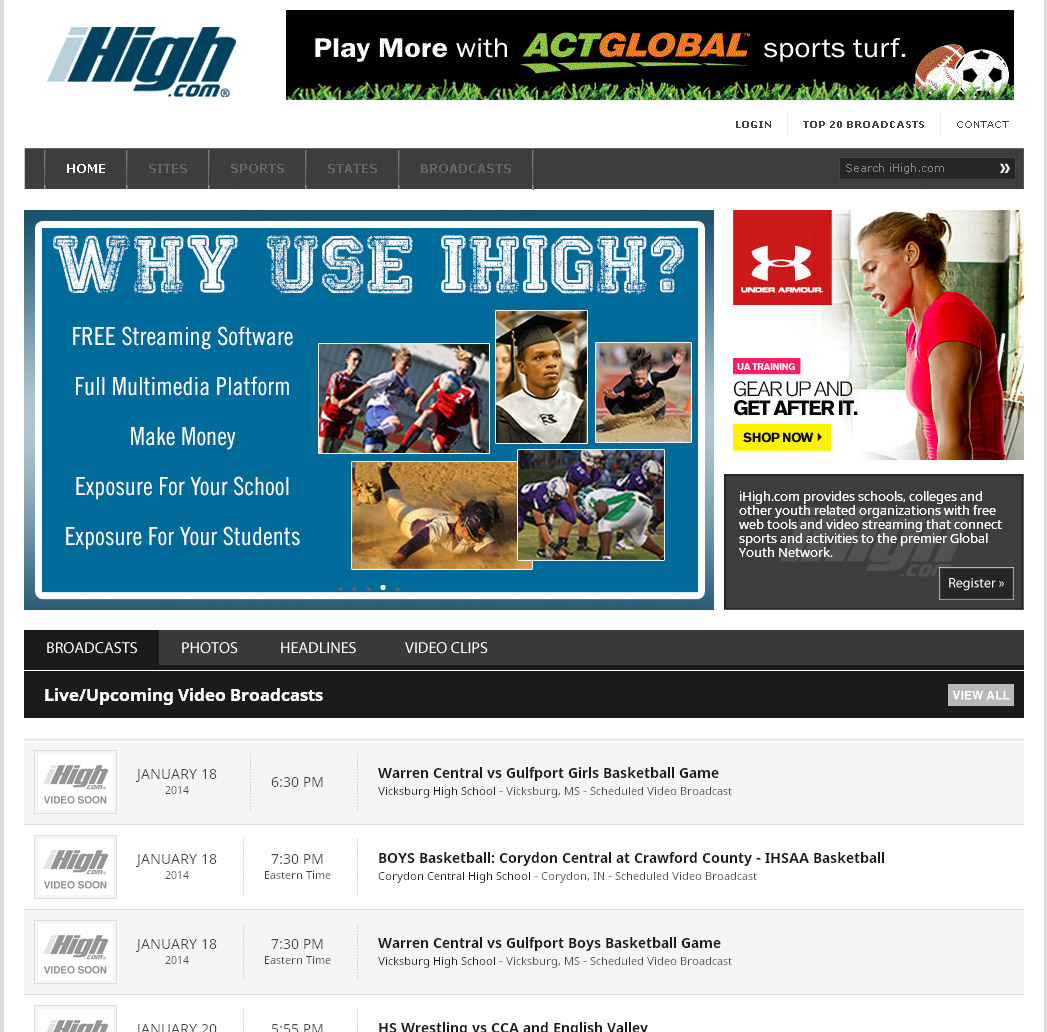 iHigh
.com®
Play More with ACTGLOBAL™ sports turf.
LOGIN
TOP 20 BROADCASTS
CONTACT
HOME
SITES
SPORTS
STATES
BROADCASTS
Search iHigh.com »
WHY USE IHIGH?
FREE Streaming Software
Full Multimedia Platform
Make Money
Exposure For Your School
Exposure For Your Students
UNDER ARMOUR.
UA TRAINING
GEAR UP AND
GET AFTER IT.
SHOP NOW
iHigh.com provides schools, colleges and
other youth related organizations with free
web tools and video streaming that connect
sports and activities to the premier Global
Youth Network.
iHigh
.com
Register »
BROADCASTS
PHOTOS
HEADLINES
VIDEO CLIPS
Live/Upcoming Video Broadcasts
VIEW ALL
iHigh
.com
VIDEO SOON
JANUARY 18
2014
6:30 PM
Warren Central vs Gulfport Girls Basketball Game
Vicksburg High School - Vicksburg, MS - Scheduled Video Broadcast
iHigh
.com
VIDEO SOON
JANUARY 18
2014
7:30 PM
Eastern Time
BOYS Basketball: Corydon Central at Crawford County - IHSAA Basketball
Corydon Central High School - Corydon, IN - Scheduled Video Broadcast
iHigh
.com
VIDEO SOON
JANUARY 18
2014
7:30 PM
Eastern Time
Warren Central vs Gulfport Boys Basketball Game
Vicksburg High School - Vicksburg, MS - Scheduled Video Broadcast
iHigh
JANUARY 20
5:55 PM
HS Wrestling vs CCA and English Valley